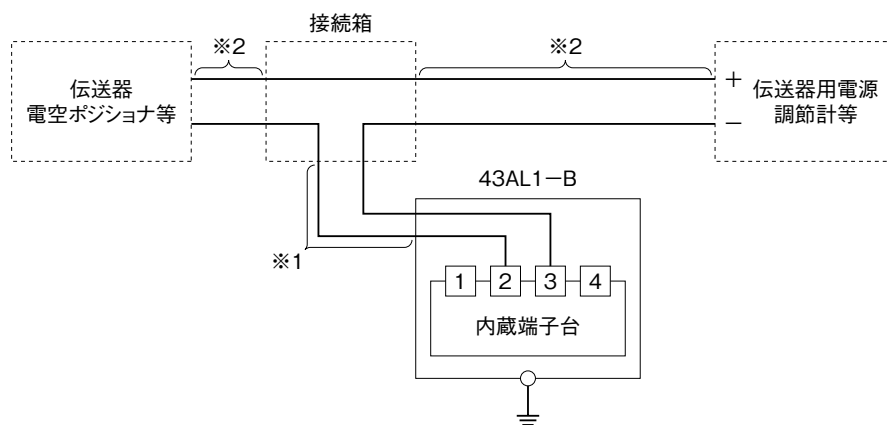 接続箱
※2
※2
伝送器
電空ポジショナ等
+
−
伝送器用電源
調節計等
43AL1−B
※1
1 2 3 4
内蔵端子台